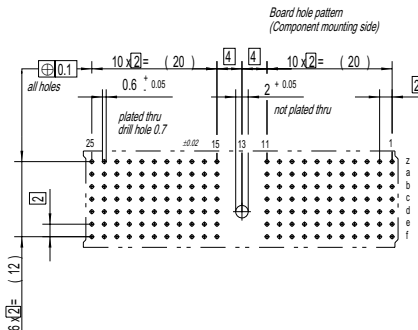 Board hole pattern
(Component mounting side)
10 x 2 = ( 20 ) 4 4 10 x 2 = ( 20 )
⌖ 0.1 0.6 +- 0.05 2 + 0.05 2
all holes
plated thru not plated thru
drill hole 0.7
25 ±0.02 15 13 11 1
z
a
b
c
d
e
f
2
6 x 2 = ( 12 )